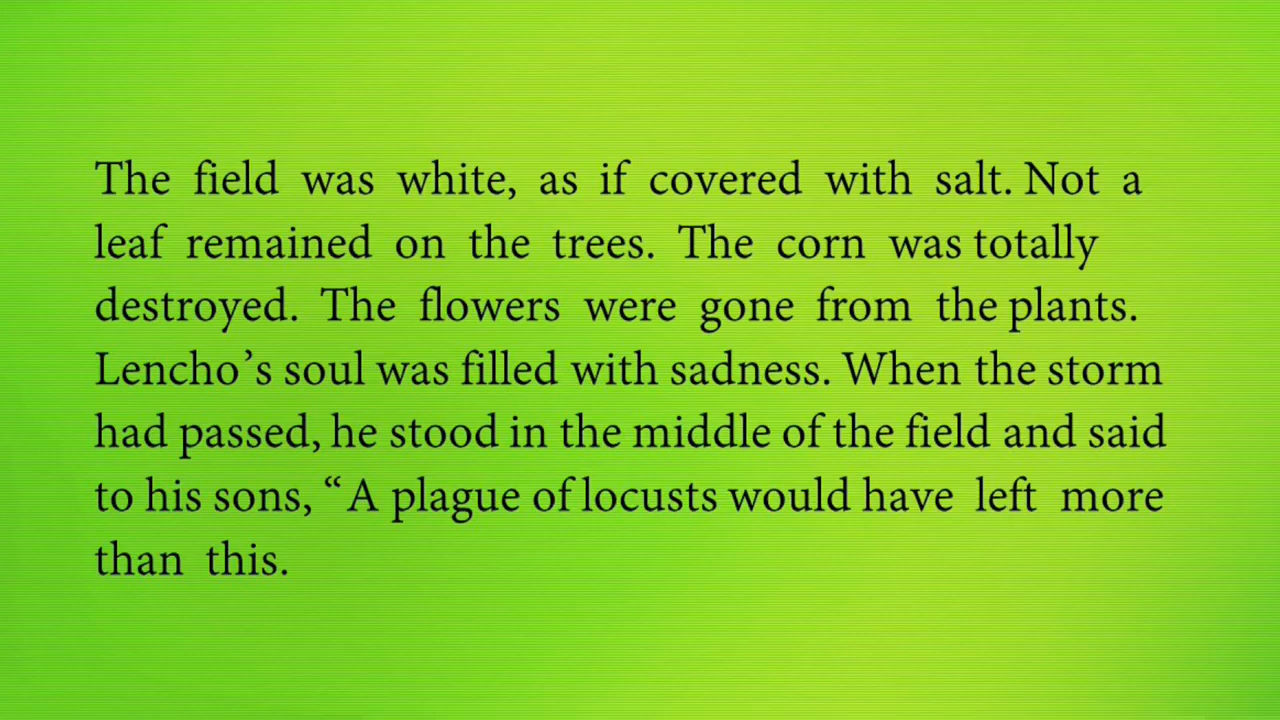 The field was white, as if covered with salt. Not a
leaf remained on the trees. The corn was totally
destroyed. The flowers were gone from the plants.
Lencho’s soul was filled with sadness. When the storm
had passed, he stood in the middle of the field and said
to his sons, “A plague of locusts would have left more
than this.